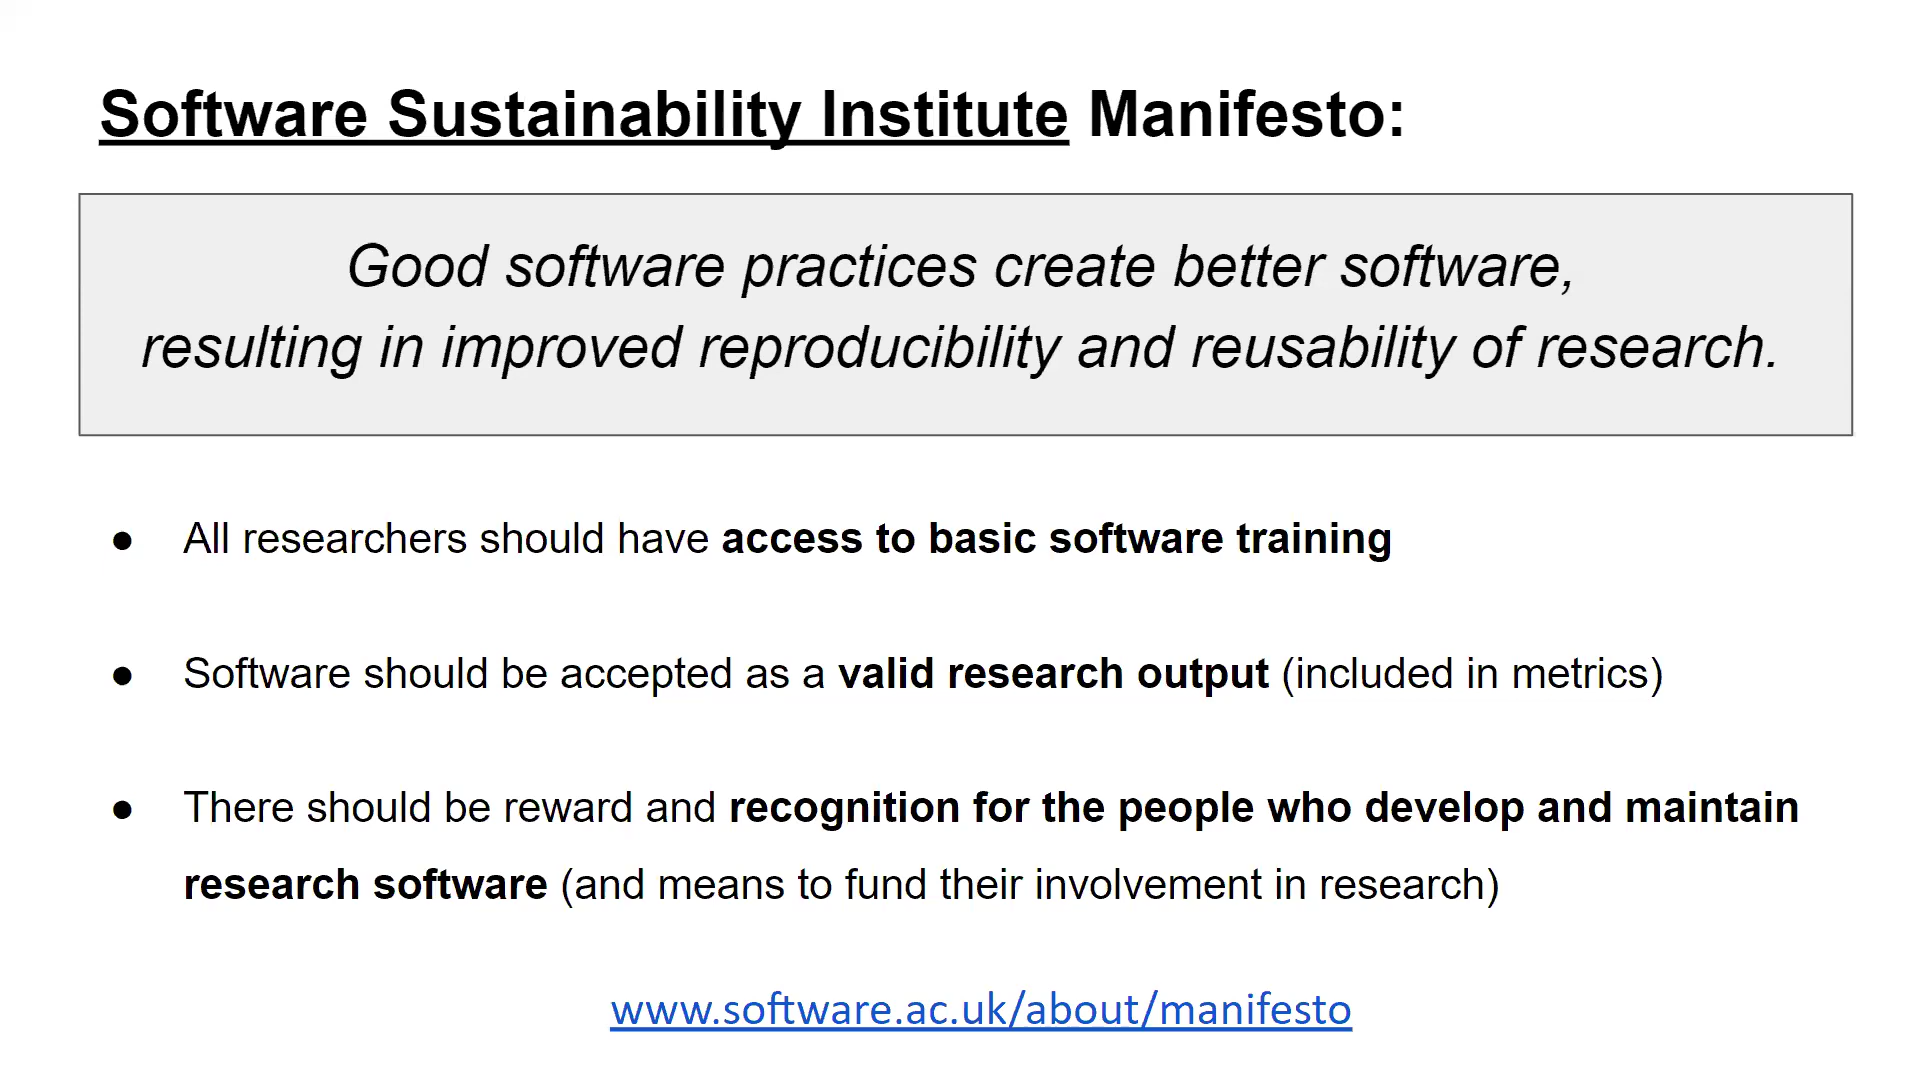 Software Sustainability Institute Manifesto:
Good software practices create better software,
resulting in improved reproducibility and reusability of research.
● All researchers should have access to basic software training
● Software should be accepted as a valid research output (included in metrics)
● There should be reward and recognition for the people who develop and maintain
research software (and means to fund their involvement in research)
www.software.ac.uk/about/manifesto